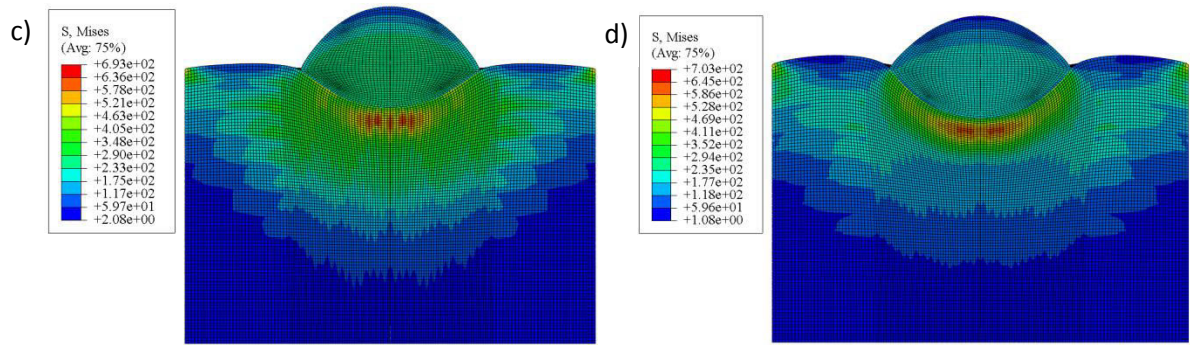 c)
S, Mises
(Avg: 75%)
+6.93e+02
+6.36e+02
+5.78e+02
+5.21e+02
+4.63e+02
+4.05e+02
+3.48e+02
+2.90e+02
+2.33e+02
+1.75e+02
+1.17e+02
+5.97e+01
+2.08e+00
d)
S, Mises
(Avg: 75%)
+7.03e+02
+6.45e+02
+5.86e+02
+5.28e+02
+4.69e+02
+4.11e+02
+3.52e+02
+2.94e+02
+2.35e+02
+1.77e+02
+1.18e+02
+5.96e+01
+1.08e+00